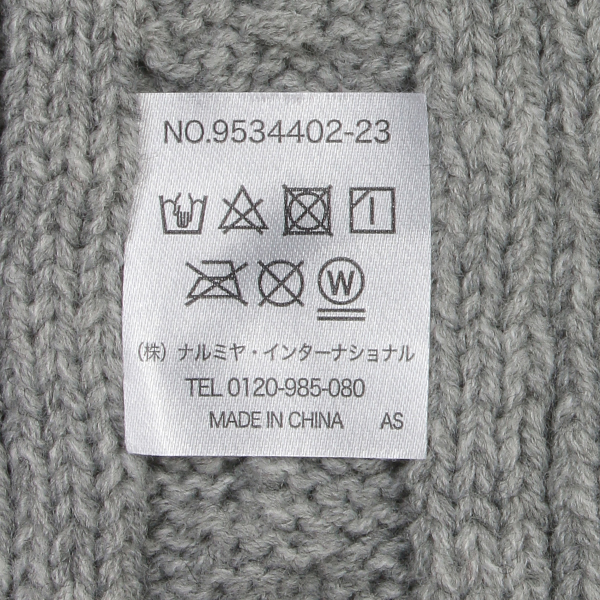 NO.9534402-23
W
(株) ナルミヤ・インターナショナル
TEL 0120-985-080
MADE IN CHINA AS